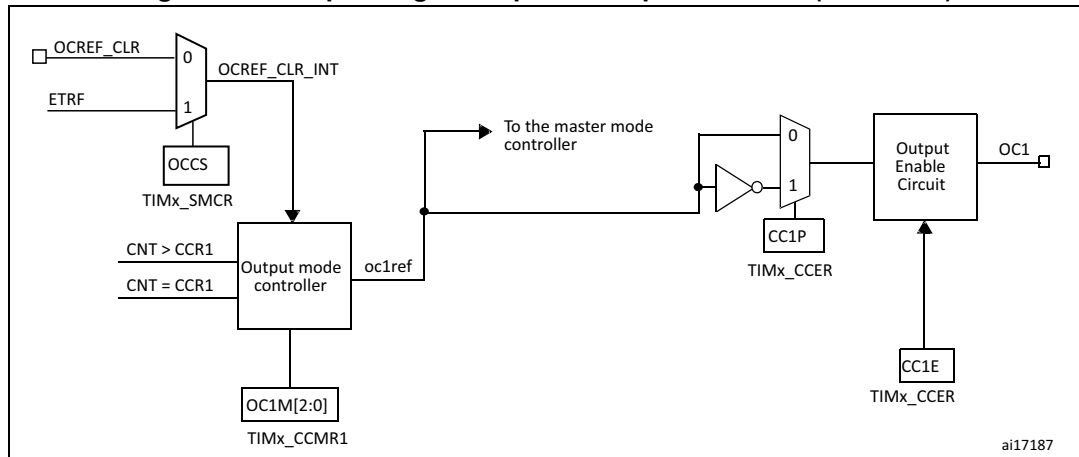 OCREF_CLR
0
OCREF_CLR_INT
ETRF
1
To the master mode
controller
0
Output
Enable
Circuit
OC1
OCCS
1
TIMx_SMCR
CC1P
CNT > CCR1
oc1ref
TIMx_CCER
Output mode
controller
CNT = CCR1
CC1E
OC1M[2:0]
TIMx_CCER
TIMx_CCMR1
ai17187